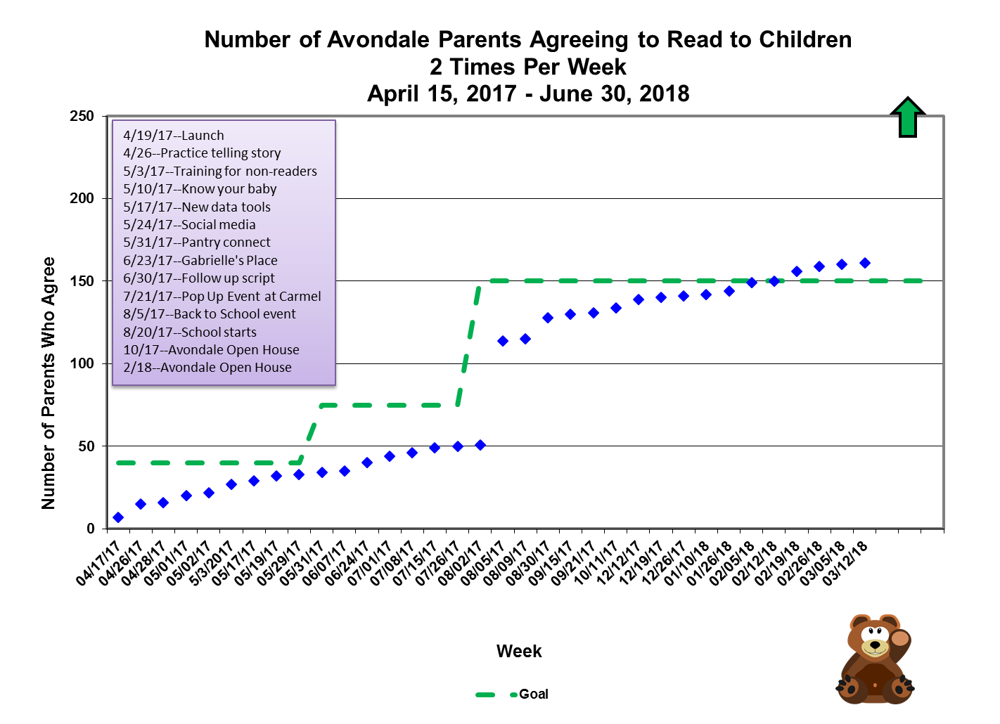 Number of Avondale Parents Agreeing to Read to Children
2 Times Per Week
April 15, 2017 - June 30, 2018
250
200
150
100
50
0
Number of Parents Who Agree
4/19/17--Launch
4/26--Practice telling story
5/3/17--Training for non-readers
5/10/17--Know your baby
5/17/17--New data tools
5/24/17--Social media
5/31/17--Pantry connect
6/23/17--Gabrielle's Place
6/30/17--Follow up script
7/21/17--Pop Up Event at Carmel
8/5/17--Back to School event
8/20/17--School starts
10/17--Avondale Open House
2/18--Avondale Open House
04/17/17
04/26/17
04/28/17
05/01/17
05/02/17
5/3/2017
05/17/17
05/19/17
05/29/17
05/31/17
06/07/17
06/24/17
07/01/17
07/08/17
07/15/17
07/26/17
08/02/17
08/05/17
08/09/17
08/30/17
09/15/17
09/21/17
10/11/17
12/12/17
12/19/17
12/26/17
01/10/18
01/26/18
02/05/18
02/12/18
02/19/18
02/26/18
03/05/18
03/12/18
Week
Goal